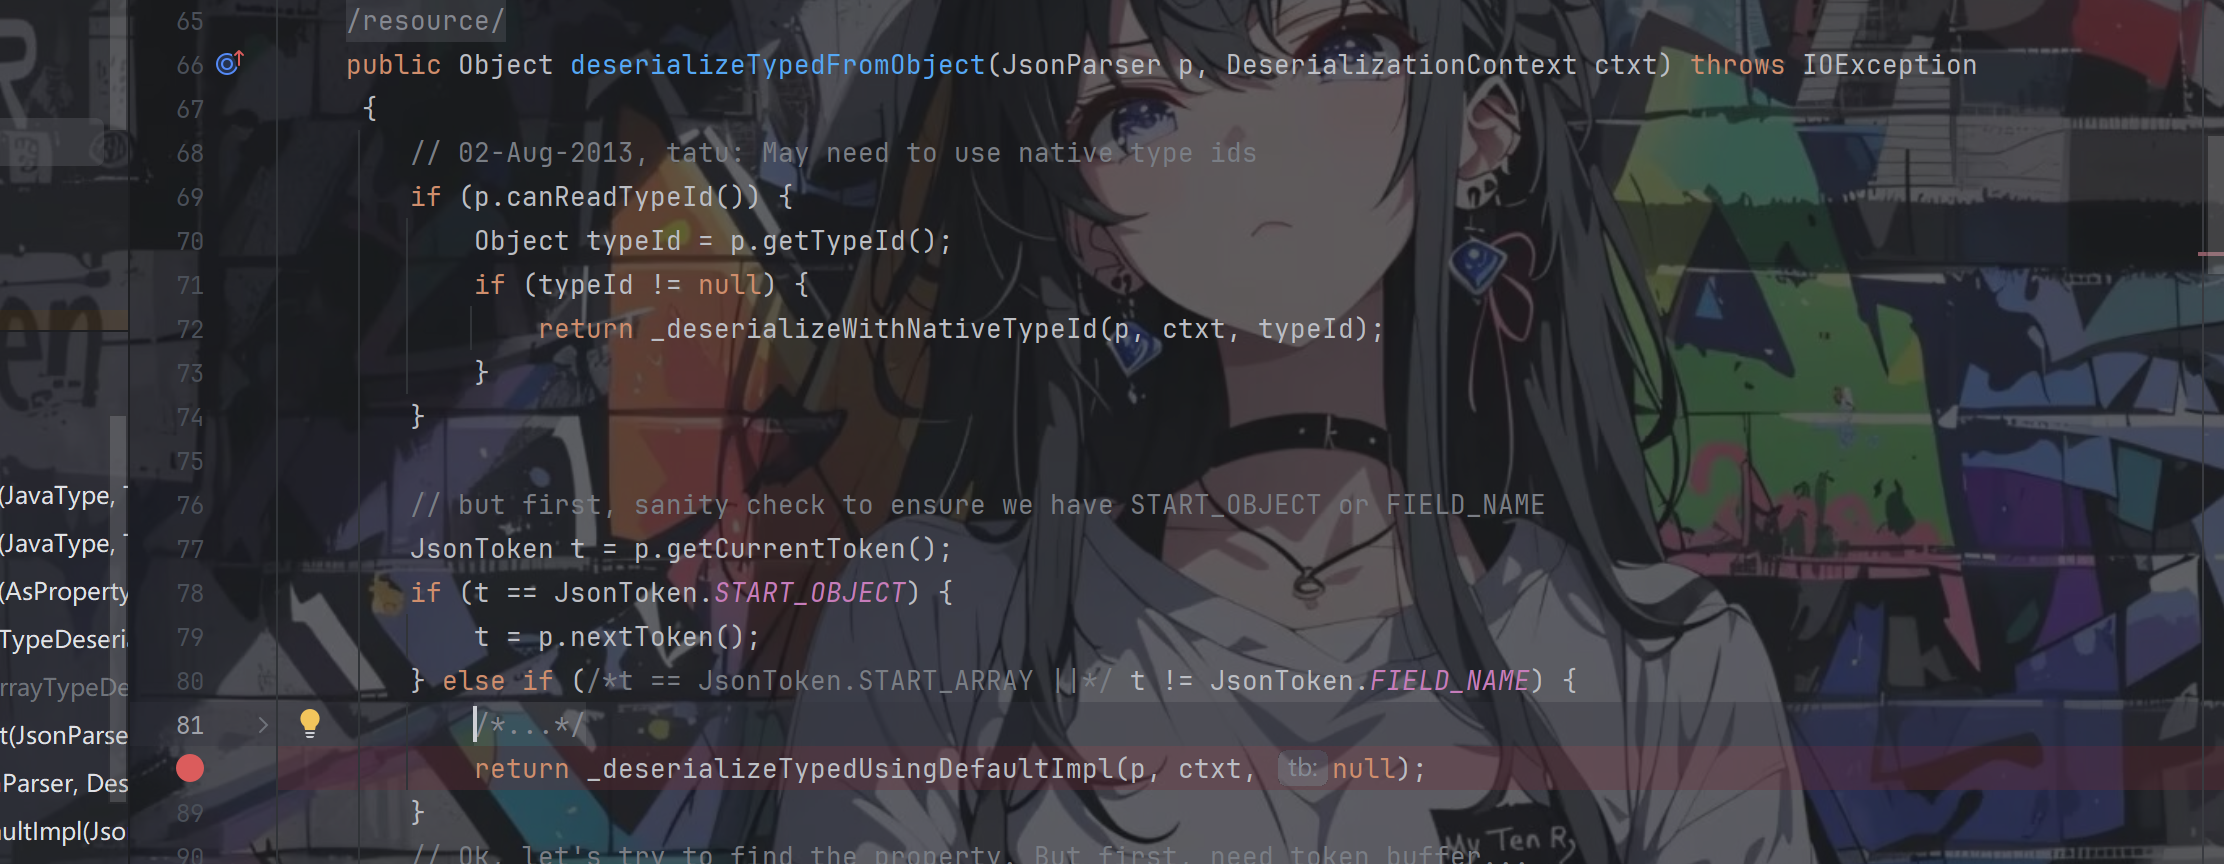 65 /resource/
66 public Object deserializeTypedFromObject(JsonParser p, DeserializationContext ctxt) throws IOException
67 {
68 // 02-Aug-2013, tatu: May need to use native type ids
69 if (p.canReadTypeId()) {
70 Object typeId = p.getTypeId();
71 if (typeId != null) {
72 return _deserializeWithNativeTypeId(p, ctxt, typeId);
73 }
74 }
75
76 // but first, sanity check to ensure we have START_OBJECT or FIELD_NAME
77 JsonToken t = p.getCurrentToken();
78 if (t == JsonToken.START_OBJECT) {
79 t = p.nextToken();
80 } else if (/*t == JsonToken.START_ARRAY ||*/ t != JsonToken.FIELD_NAME) {
81 /*...*/
return _deserializeTypedUsingDefaultImpl(p, ctxt, tb: null);
89 }
90 // Ok, let's try to find the property. But first, need token buffer...
(JavaType,
(JavaType,
(AsProperty
TypeDeseri
rrayTypeDe
t(JsonParse
Parser, Des
aultImpl(Jso
My Ten R